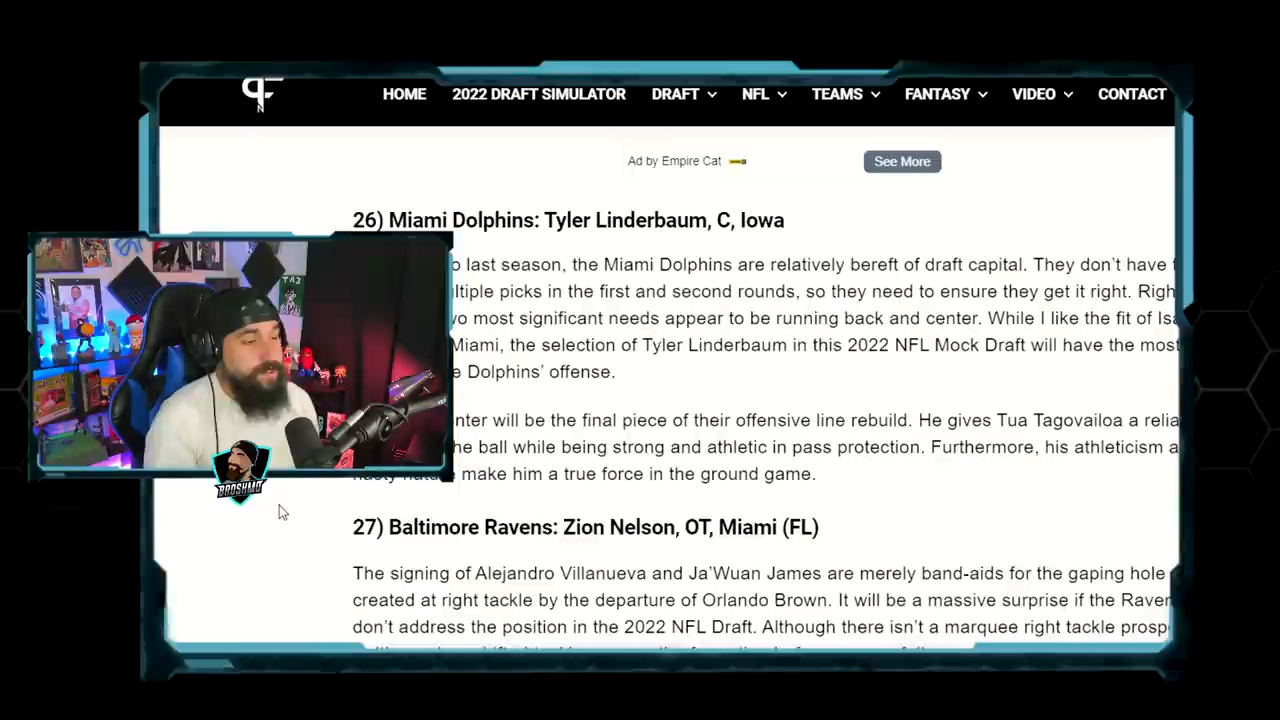 HOME 2022 DRAFT SIMULATOR DRAFT NFL TEAMS FANTASY VIDEO CONTACT
Ad by Empire Cat
See More
26) Miami Dolphins: Tyler Linderbaum, C, Iowa
last season, the Miami Dolphins are relatively bereft of draft capital. They don't have
picks in the first and second rounds, so they need to ensure they get it right.
most significant needs appear to be running back and center. While I like the fit of
Miami, the selection of Tyler Linderbaum in this 2022 NFL Mock Draft will have the most
Dolphins' offense.
will be the final piece of their offensive line rebuild. He gives Tua Tagovailoa a
the ball while being strong and athletic in pass protection. Furthermore, his athleticism
make him a true force in the ground game.
BROSHMO
27) Baltimore Ravens: Zion Nelson, OT, Miami (FL)
The signing of Alejandro Villanueva and Ja'Wuan James are merely band-aids for the gaping hole
created at right tackle by the departure of Orlando Brown. It will be a massive surprise if the
don't address the position in the 2022 NFL Draft. Although there isn't a marquee right tackle